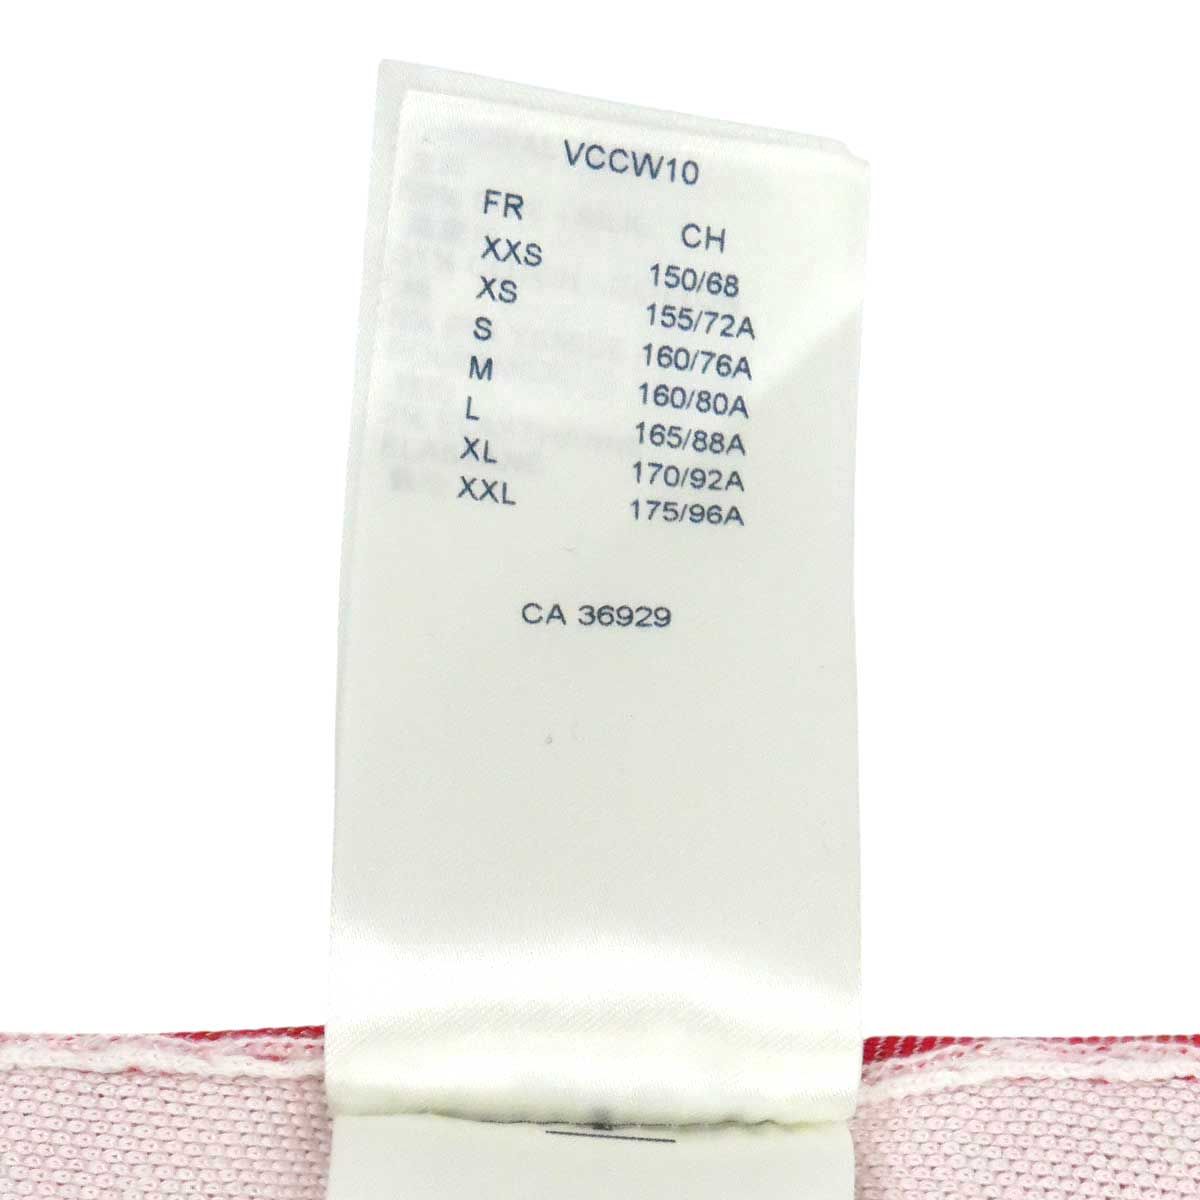 VCCW10
FR CH
XXS 150/68
XS 155/72A
S 160/76A
M 160/80A
L 165/88A
XL 170/92A
XXL 175/96A
CA 36929